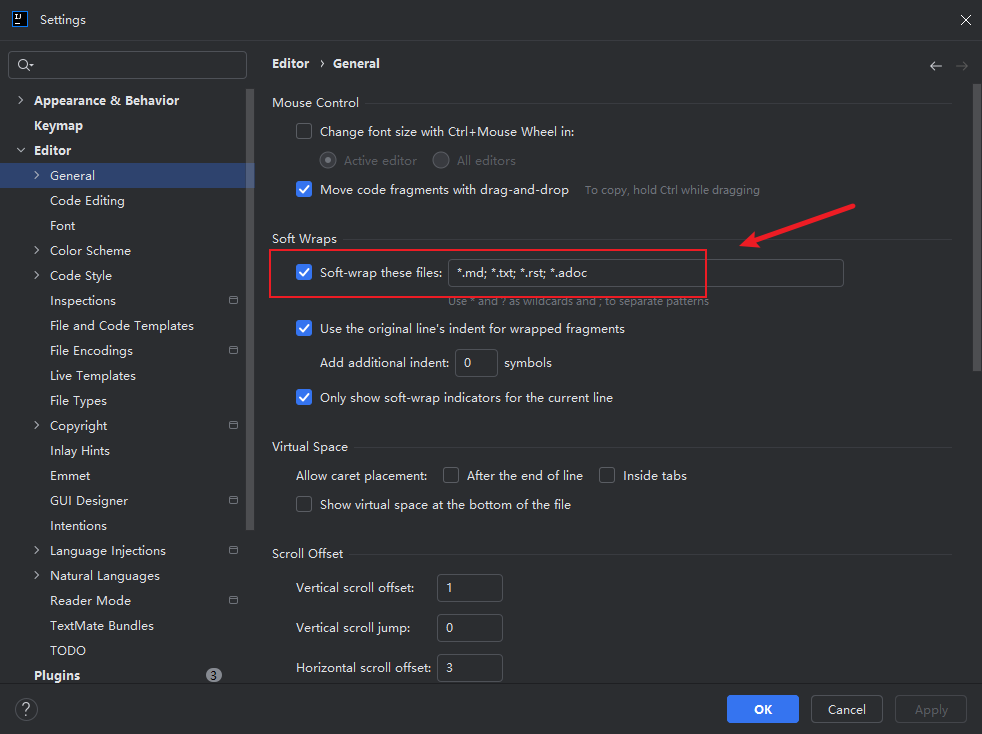 Settings
Appearance & Behavior
Keymap
Editor
General
Code Editing
Font
Color Scheme
Code Style
Inspections
File and Code Templates
File Encodings
Live Templates
File Types
Copyright
Inlay Hints
Emmet
GUI Designer
Intentions
Language Injections
Natural Languages
Reader Mode
TextMate Bundles
TODO
Plugins 3
Editor › General
Mouse Control
Change font size with Ctrl+Mouse Wheel in:
Active editor All editors
Move code fragments with drag-and-drop To copy, hold Ctrl while dragging
Soft Wraps
Soft-wrap these files: *.md; *.txt; *.rst; *.adoc
Use * and ? as wildcards and ; to separate patterns
Use the original line's indent for wrapped fragments
Add additional indent: 0 symbols
Only show soft-wrap indicators for the current line
Virtual Space
Allow caret placement: After the end of line Inside tabs
Show virtual space at the bottom of the file
Scroll Offset
Vertical scroll offset: 1
Vertical scroll jump: 0
Horizontal scroll offset: 3
? OK Cancel Apply